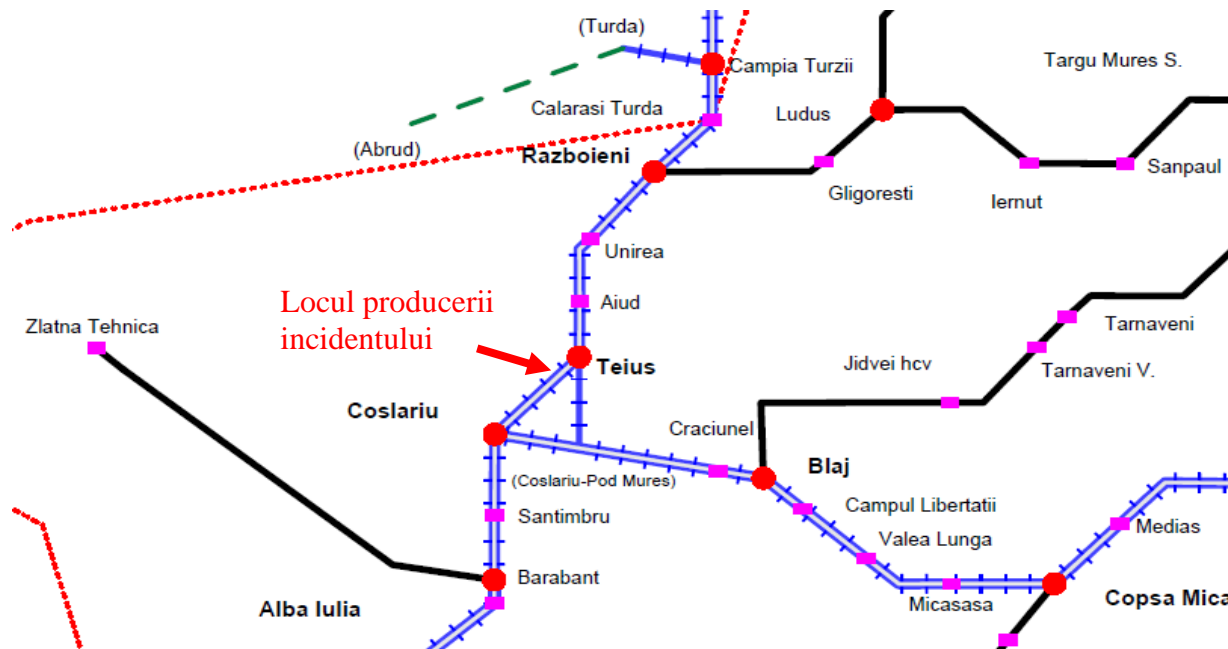 (Turda)
Campia Turzii
Targu Mures S.
Calarasi Turda
Ludus
(Abrud)
Razboieni
Gligoresti
Iernut
Sanpaul
Unirea
Locul producerii
incidentului
Aiud
Zlatna Tehnica
Teius
Tarnaveni
Jidvei hcv
Tarnaveni V.
Coslariu
Craciunel
Blaj
(Coslariu-Pod Mures)
Campul Libertatii
Santimbru
Valea Lunga
Medias
Barabant
Alba Iulia
Micasasa
Copsa Mica